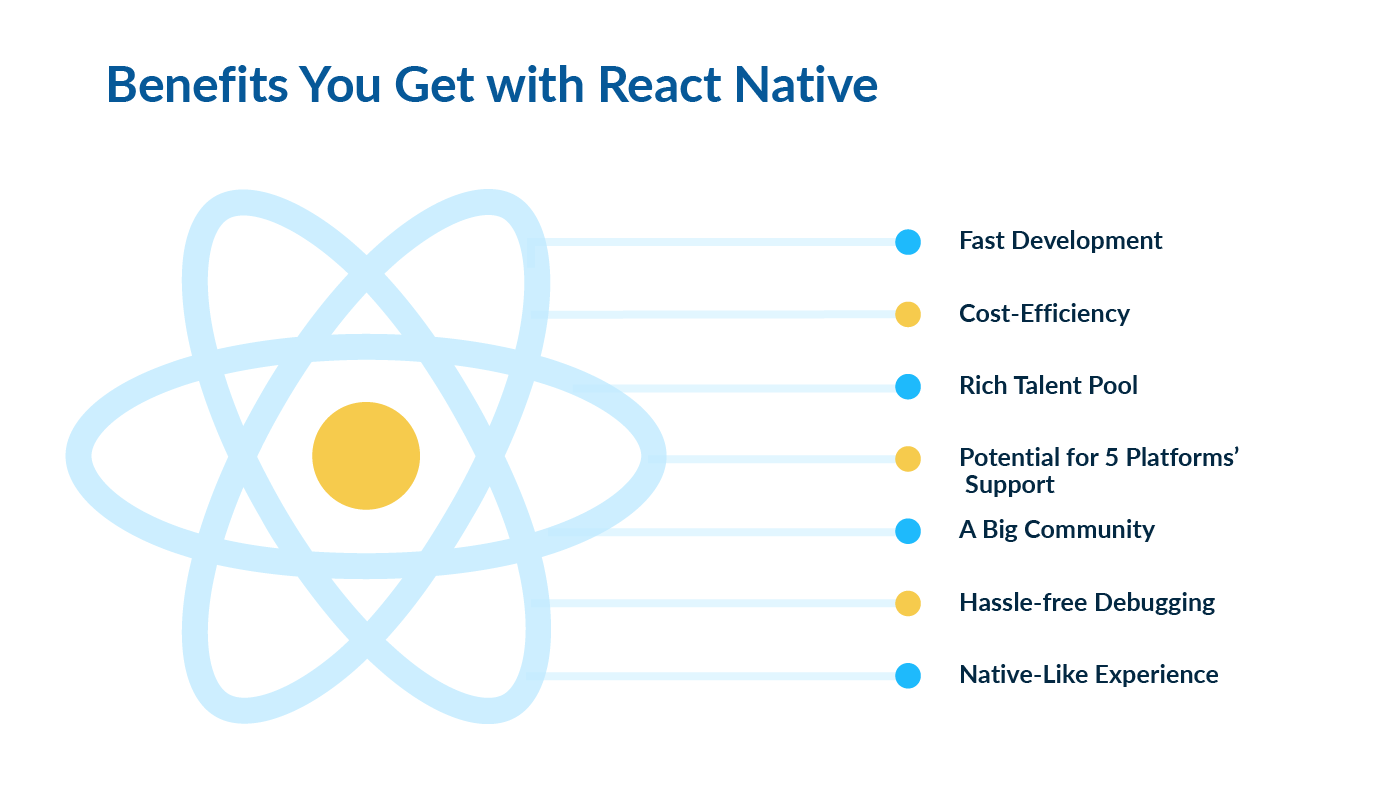 Benefits You Get with React Native
Fast Development
Cost-Efficiency
Rich Talent Pool
Potential for 5 Platforms’
Support
A Big Community
Hassle-free Debugging
Native-Like Experience